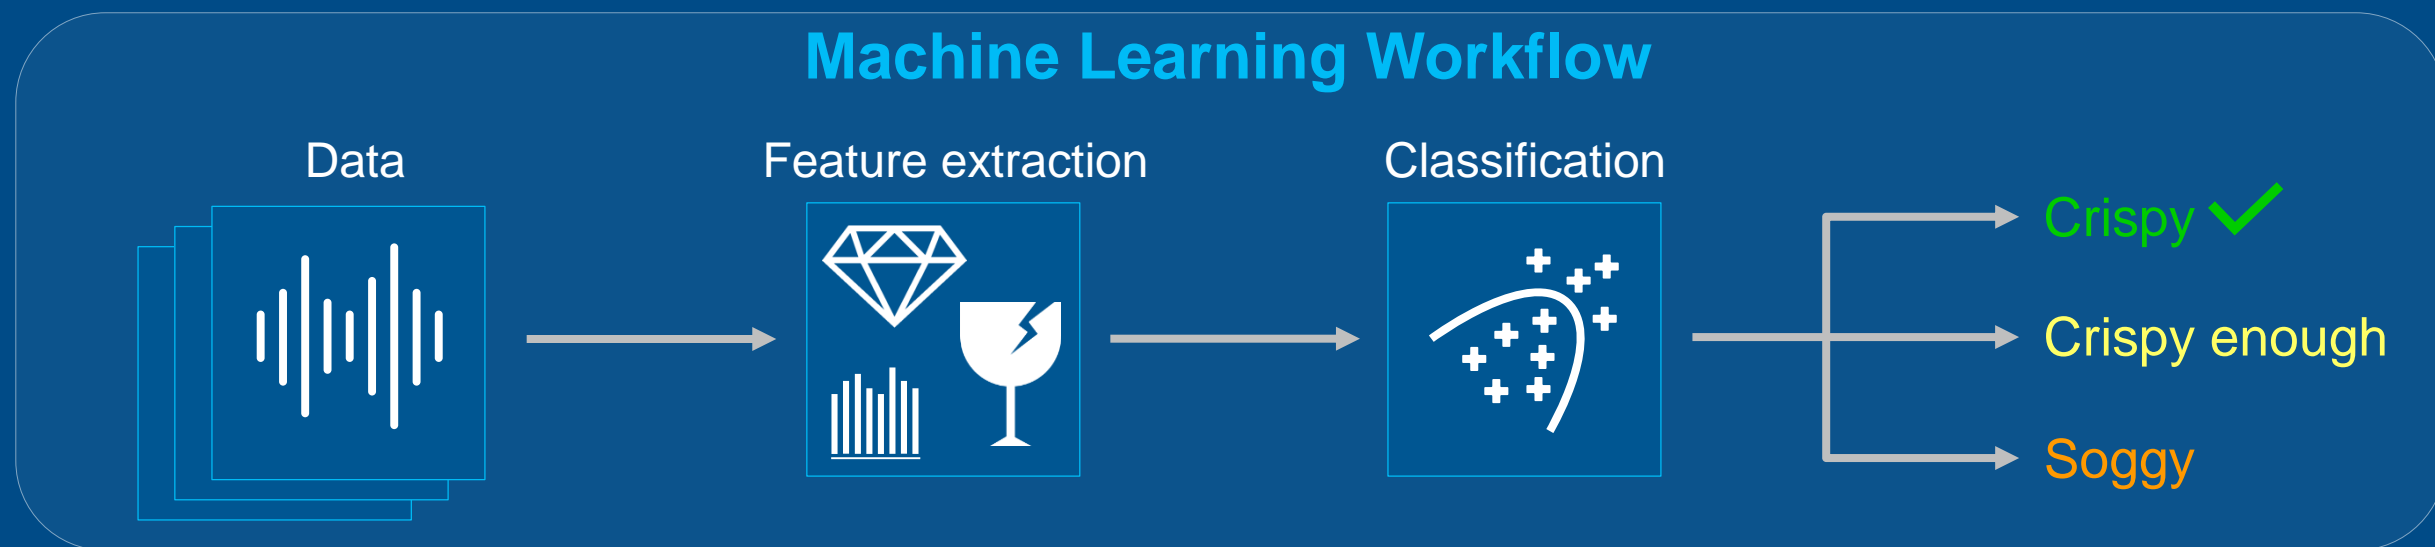 Machine Learning Workflow
Data
Feature extraction
Classification
Crispy
Crispy enough
Soggy